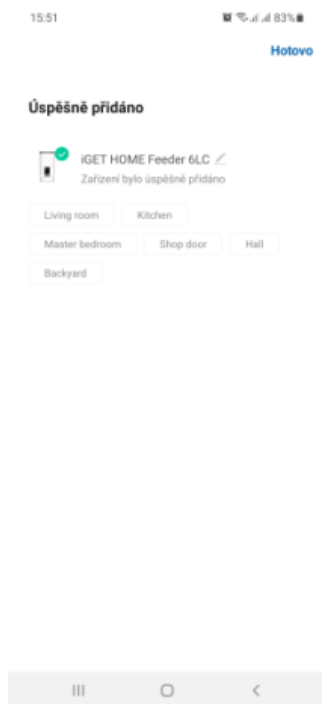 15:51 83%
Hotovo
Úspěšně přidáno
iGET HOME Feeder 6LC
Zařízení bylo úspěšně přidáno
Living room Kitchen
Master bedroom Shop door Hall
Backyard